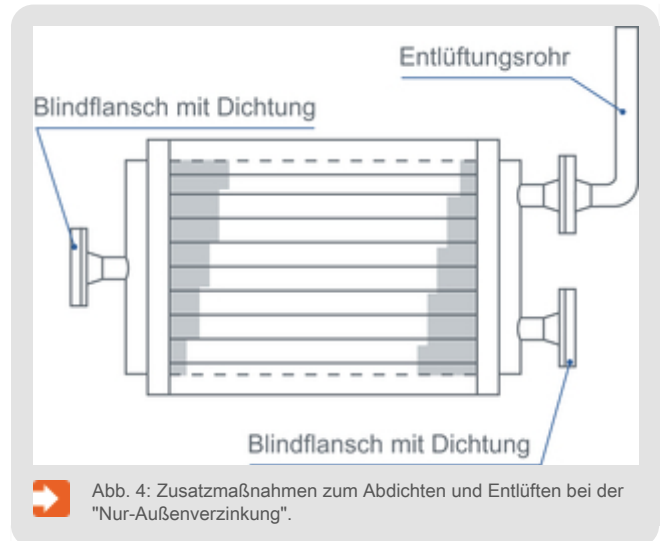 Entlüftungsrohr
Blindflansch mit Dichtung
Blindflansch mit Dichtung
Abb. 4: Zusatzmaßnahmen zum Abdichten und Entlüften bei der
"Nur-Außenverzinkung".